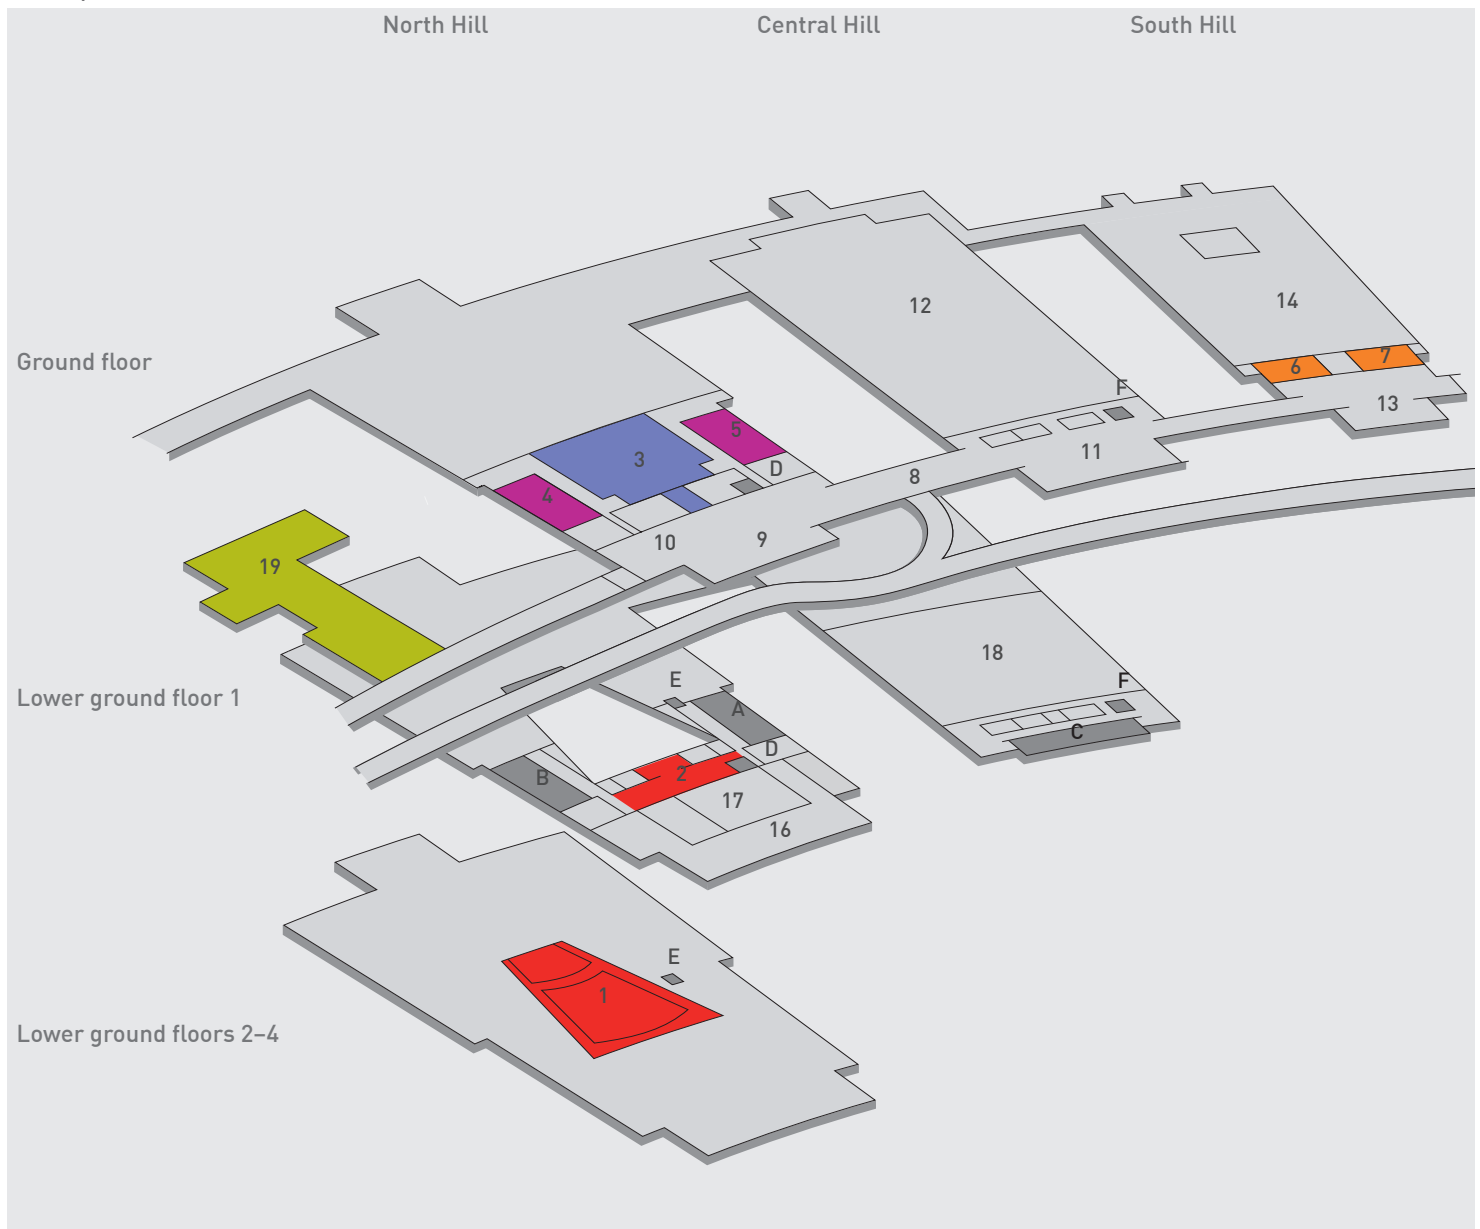 North Hill Central Hill South Hill
12
14
Ground floor
6 7
F
13
5
3
11
D
8
4
10 9
19
18
E F
Lower ground floor 1
A
C
D
2
B
17
16
E
1
Lower ground floors 2–4